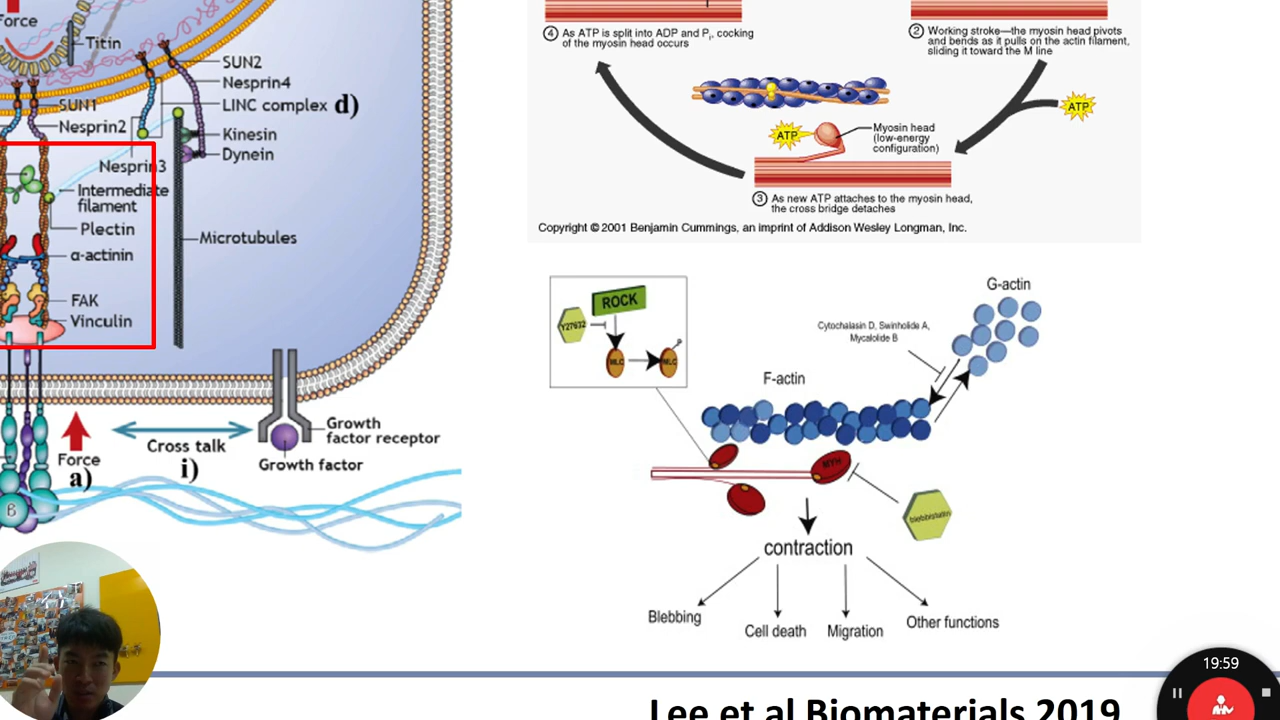 Force
Titin
SUN2
Nesprin4
LINC complex d)
SUN1
Nesprin2
Kinesin
Dynein
Nesprin3
Intermediate
filament
Plectin
Microtubules
α-actinin
FAK
Vinculin
Growth
factor receptor
Cross talk
Force
a)
i)
Growth factor
β
④ As ATP is split into ADP and Pi, cocking
of the myosin head occurs
② Working stroke—the myosin head pivots
and bends as it pulls on the actin filament,
sliding it toward the M line
ATP
ATP
Myosin head
(low-energy
configuration)
③ As new ATP attaches to the myosin head,
the cross bridge detaches
Copyright © 2001 Benjamin Cummings, an imprint of Addison Wesley Longman, Inc.
ROCK
Y27632
MLC
MLC
P
G-actin
Cytochalasin D, Swinholide A,
Mycalolide B
F-actin
MYH
blebbistatin
contraction
Blebbing
Cell death
Migration
Other functions
Lee et al Biomaterials 2019
19:59